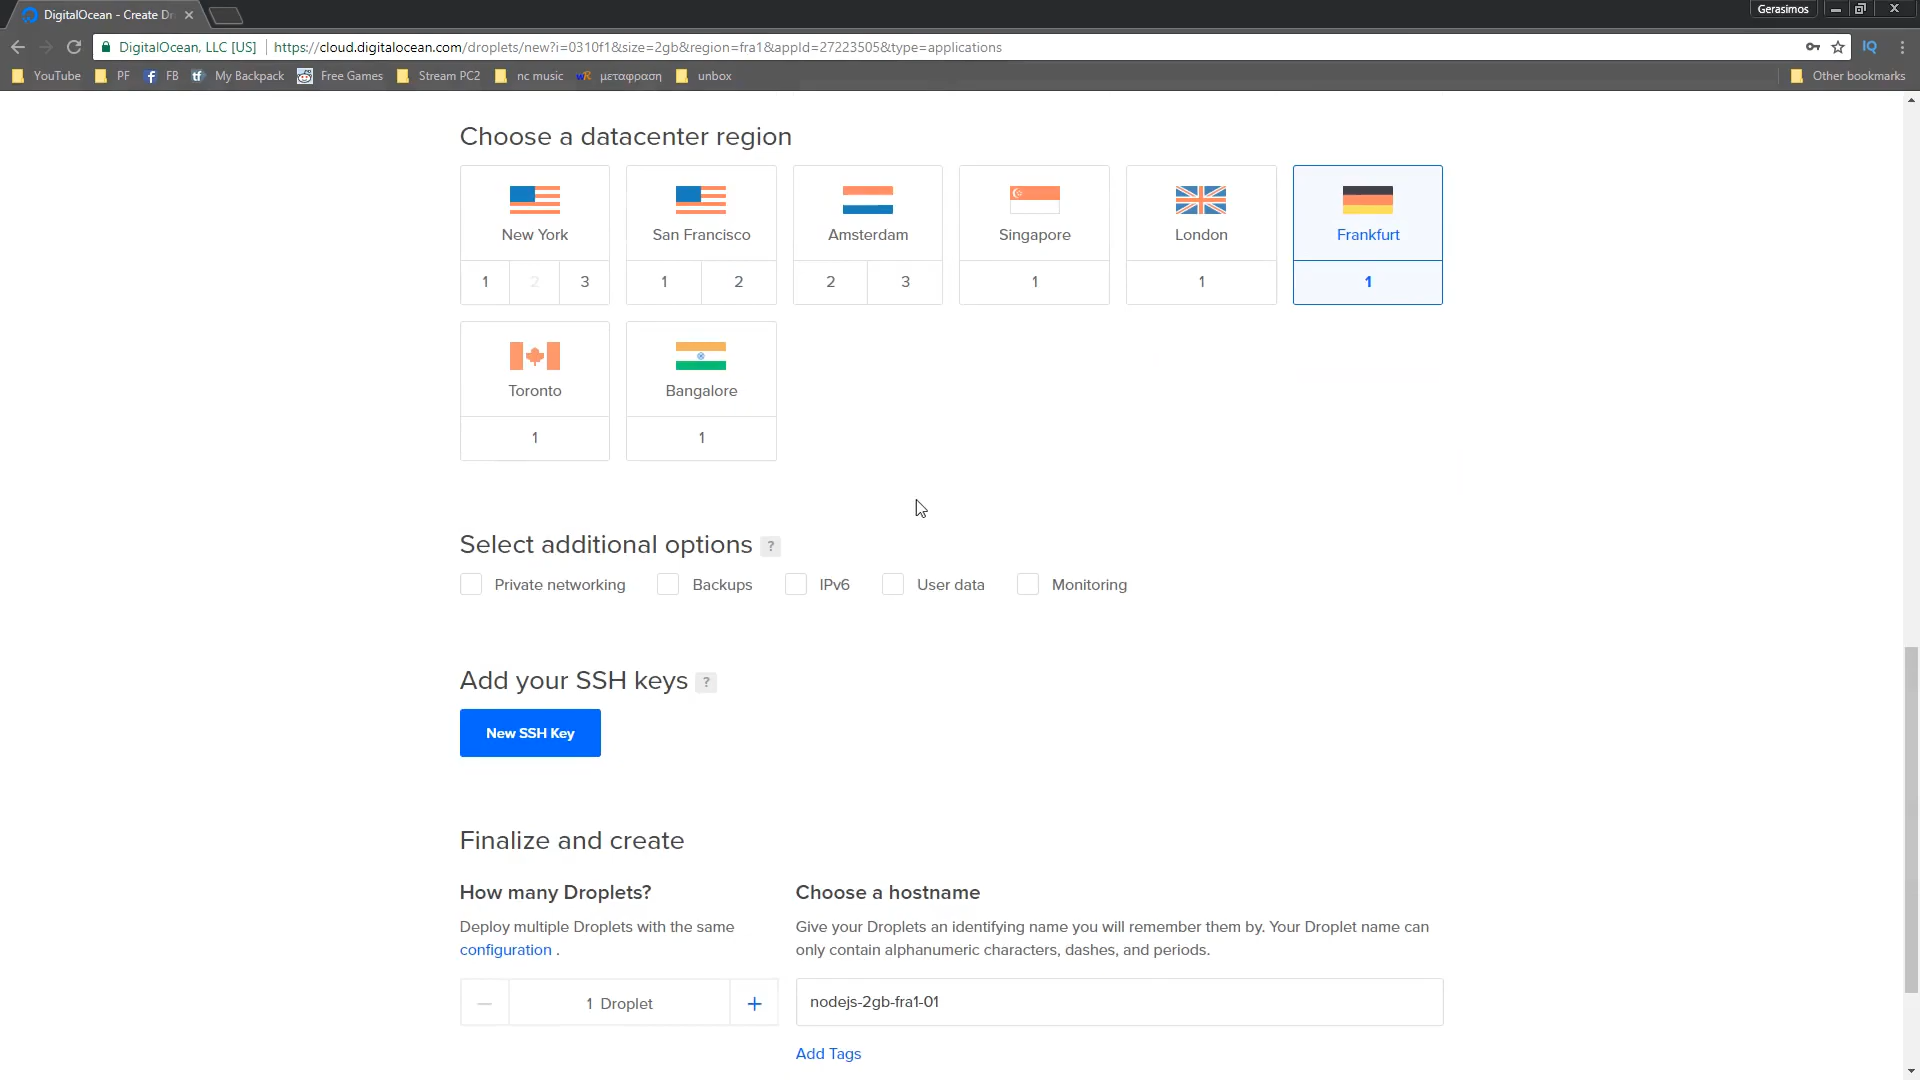 DigitalOcean - Create Dr
Gerasimos
DigitalOcean, LLC [US]
https://cloud.digitalocean.com/droplets/new?i=0310f1&size=2gb&region=fra1&appId=27223505&type=applications
IQ
YouTube
PF
FB
My Backpack
Free Games
Stream PC2
nc music
μεταφραση
unbox
Other bookmarks
Choose a datacenter region
New York
San Francisco
Amsterdam
Singapore
London
Frankfurt
1 2 3
1 2
2 3
1
1
1
Toronto
Bangalore
1
1
Select additional options ?
Private networking
Backups
IPv6
User data
Monitoring
Add your SSH keys ?
New SSH Key
Finalize and create
How many Droplets?
Deploy multiple Droplets with the same
configuration .
1 Droplet
Choose a hostname
Give your Droplets an identifying name you will remember them by. Your Droplet name can
only contain alphanumeric characters, dashes, and periods.
nodejs-2gb-fra1-01
Add Tags